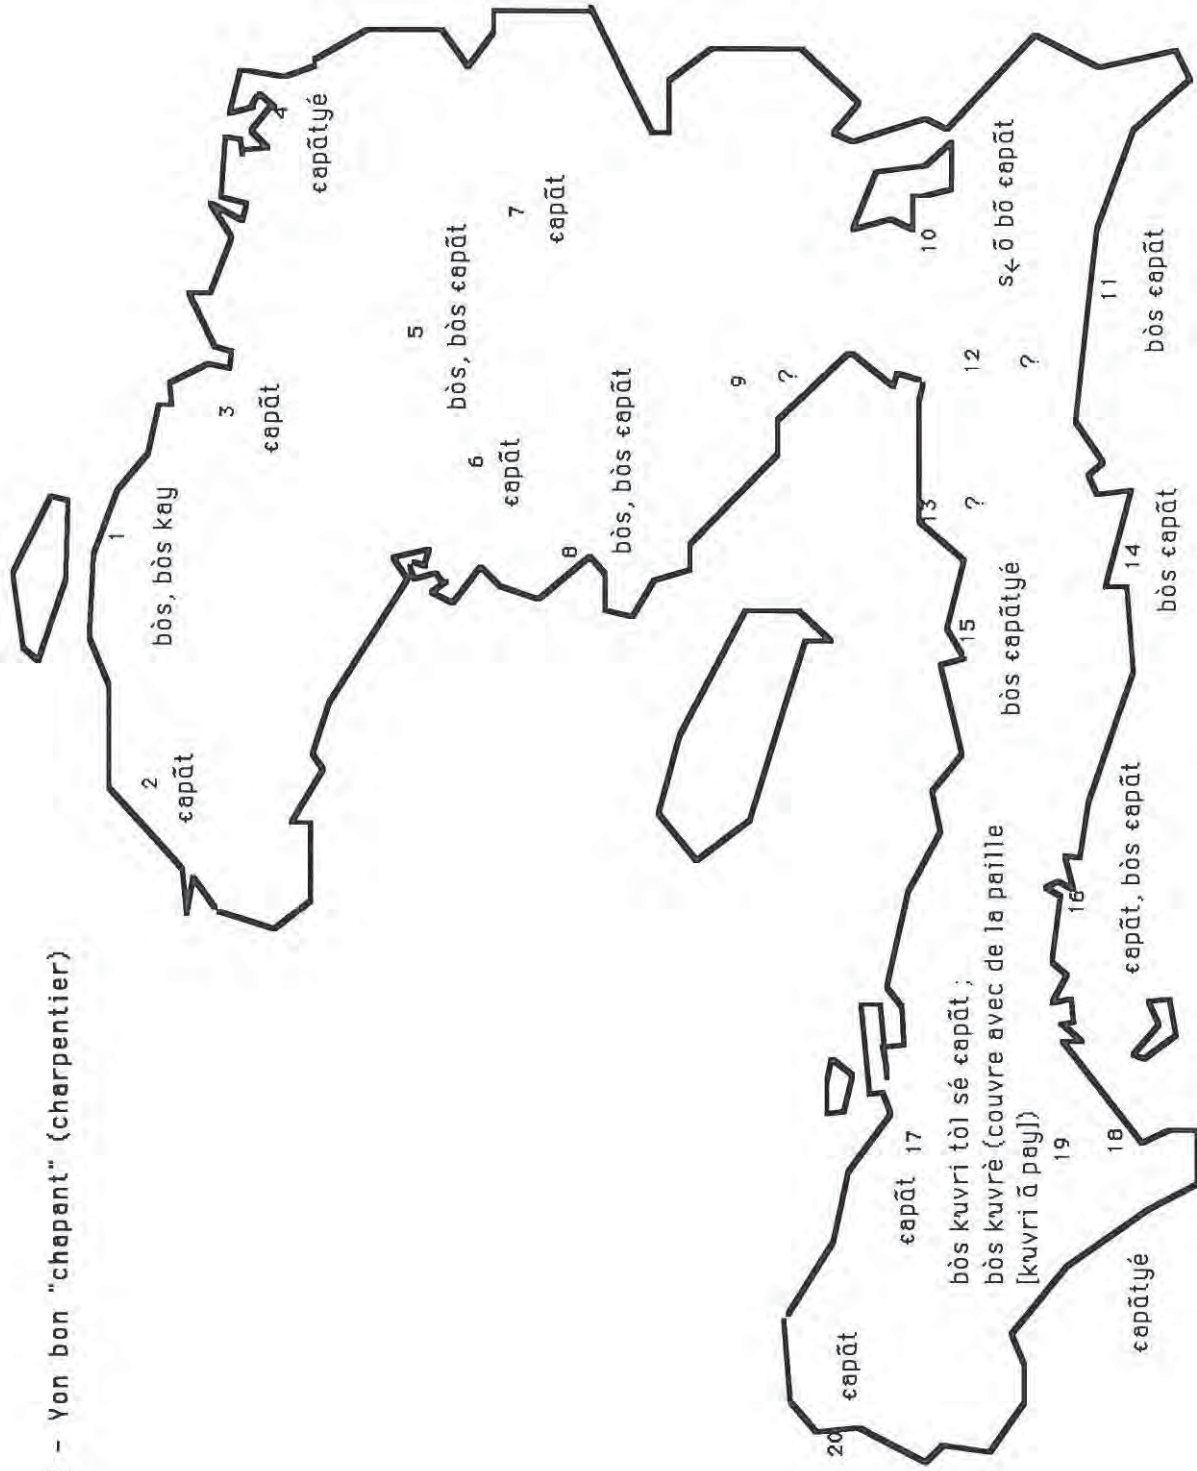 - Yon bon "chapant" (charpentier)
1
bòs, bòs kay
2
ɛapãt
3
ɛapãt
4
ɛapãtyé
5
bòs, bòs ɛapãt
6
ɛapãt
7
ɛapãt
8
bòs, bòs ɛapãt
9
?
10
s← õ bõ ɛapãt
11
bòs ɛapãt
12
?
13
?
14
bòs ɛapãt
15
bòs ɛapãtyé
16
ɛapãt, bòs ɛapãt
17
ɛapãt
bòs kuvri tòl sé ɛapãt ;
bòs kuvrè (couvre avec de la paille
[kuvri ã pay])
19
18
ɛapãtyé
20
ɛapãt